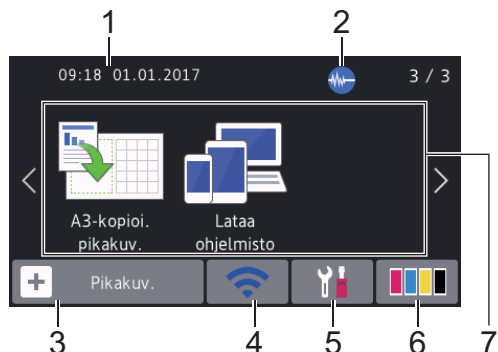 1 2
09:18 01.01.2017 3 / 3
A3-kopioi. Lataa
pikakuv. ohjelmisto
Pikakuv.
3 4 5 6 7